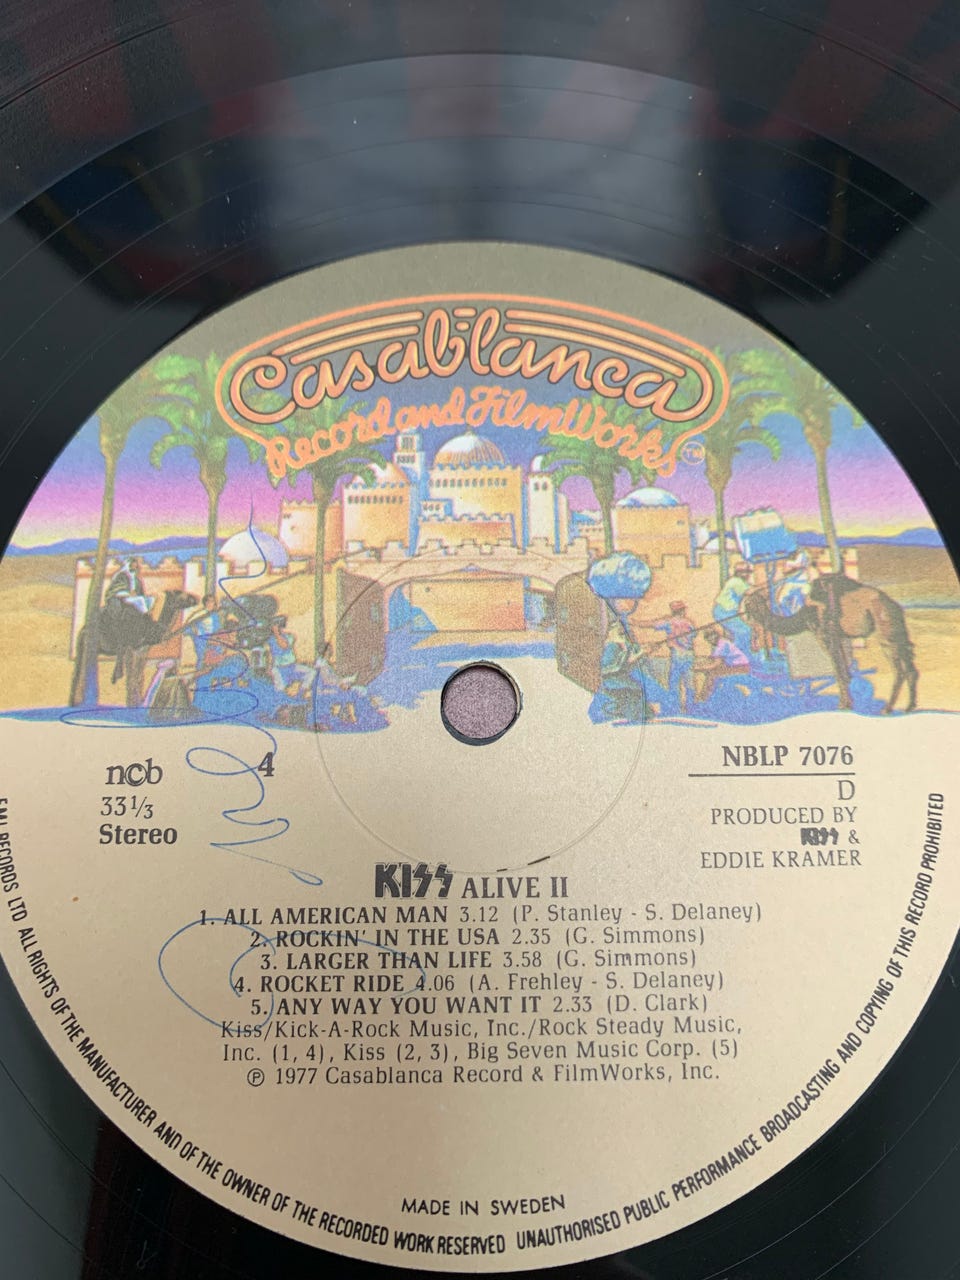 Casablanca
Record and FilmWorks TM
ncb
4
33 1/3
Stereo
NBLP 7076
D
PRODUCED BY
KISS &
EDDIE KRAMER
KISS ALIVE II
1. ALL AMERICAN MAN 3.12 (P. Stanley - S. Delaney)
2. ROCKIN' IN THE USA 2.35 (G. Simmons)
3. LARGER THAN LIFE 3.58 (G. Simmons)
4. ROCKET RIDE 4.06 (A. Frehley - S. Delaney)
5. ANY WAY YOU WANT IT 2.33 (D. Clark)
Kiss/Kick-A-Rock Music, Inc./Rock Steady Music,
Inc. (1, 4), Kiss (2, 3), Big Seven Music Corp. (5)
℗ 1977 Casablanca Record & FilmWorks, Inc.
MADE IN SWEDEN
EMI RECORDS LTD ALL RIGHTS OF THE MANUFACTURER AND OF THE OWNER OF THE RECORDED WORK RESERVED UNAUTHORISED PUBLIC PERFORMANCE BROADCASTING AND COPYING OF THIS RECORD PROHIBITED